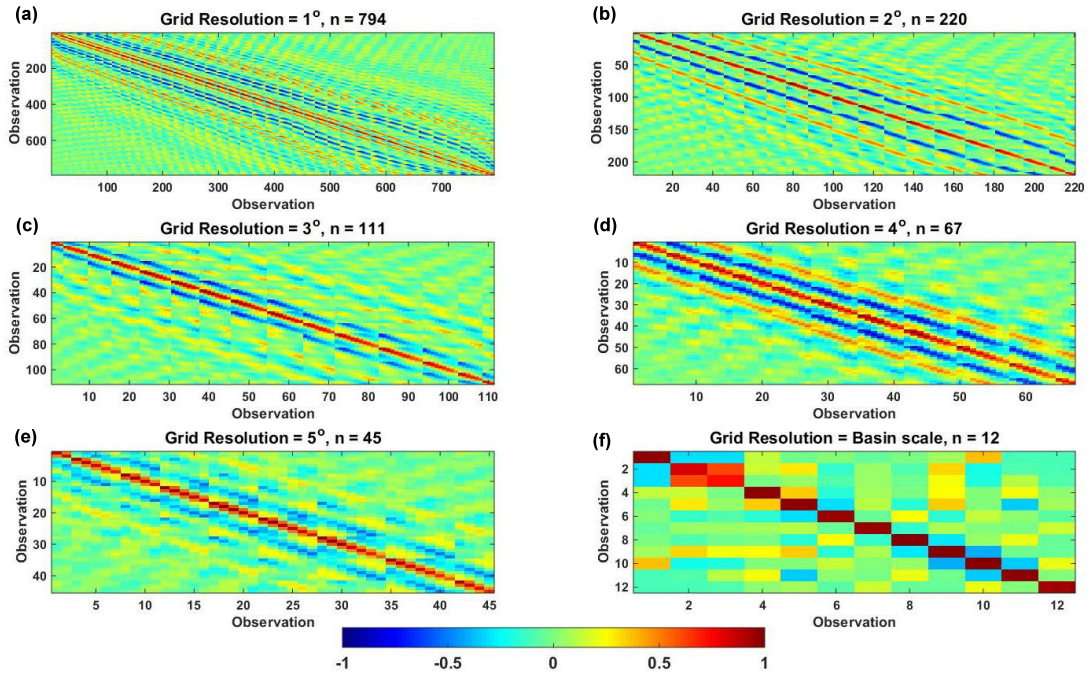 (a) Grid Resolution = 1°, n = 794
Observation
200
400
600
100 200 300 400 500 600 700
Observation
(b) Grid Resolution = 2°, n = 220
Observation
50
100
150
200
20 40 60 80 100 120 140 160 180 200 220
Observation
(c) Grid Resolution = 3°, n = 111
Observation
20
40
60
80
100
10 20 30 40 50 60 70 80 90 100 110
Observation
(d) Grid Resolution = 4°, n = 67
Observation
10
20
30
40
50
60
10 20 30 40 50 60
Observation
(e) Grid Resolution = 5°, n = 45
Observation
10
20
30
40
5 10 15 20 25 30 35 40 45
Observation
(f) Grid Resolution = Basin scale, n = 12
Observation
2
4
6
8
10
12
2 4 6 8 10 12
Observation
-1 -0.5 0 0.5 1